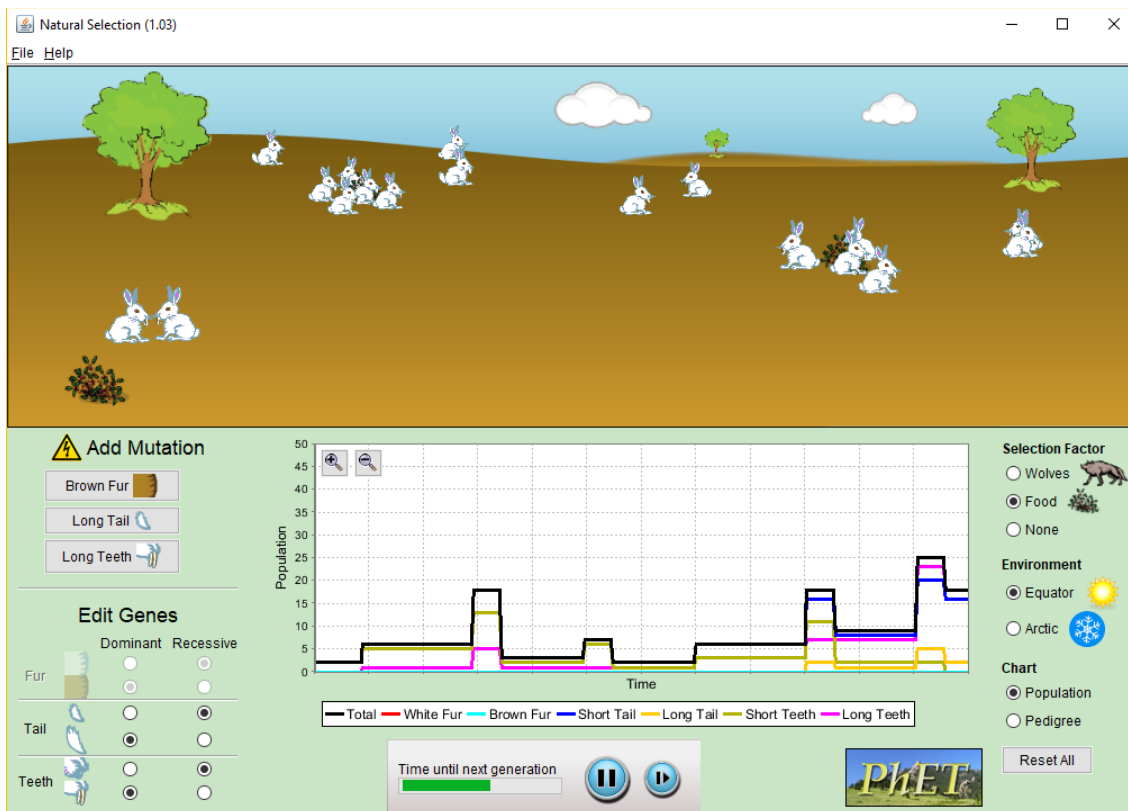 Natural Selection (1.03)
File Help
Add Mutation
Brown Fur
Long Tail
Long Teeth
Edit Genes
Dominant Recessive
Fur
Tail
Teeth
50
45
40
35
30
25
20
15
10
5
0
Population
Time
Total White Fur Brown Fur Short Tail Long Tail Short Teeth Long Teeth
Time until next generation
Selection Factor
Wolves
Food
None
Environment
Equator
Arctic
Chart
Population
Pedigree
Reset All
PhET